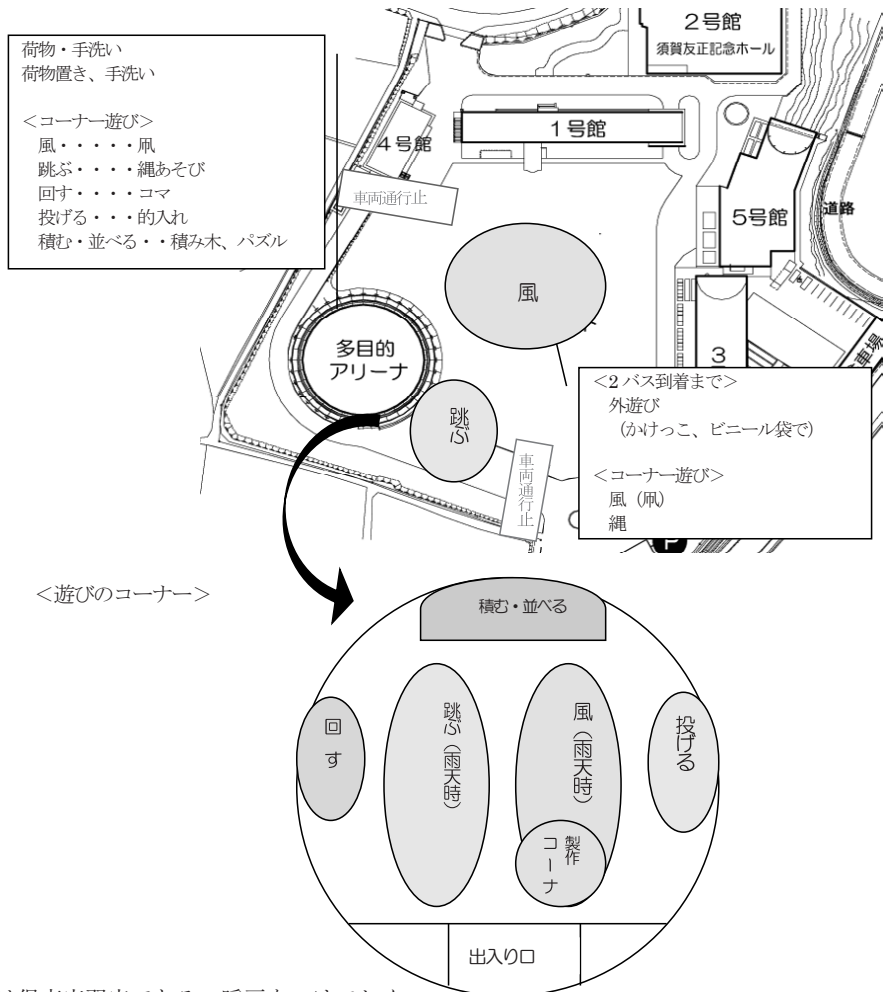 荷物・手洗い
荷物置き、手洗い
＜コーナー遊び＞
風・・・・・凧
跳ぶ・・・・縄あそび
回す・・・・コマ
投げる・・・的入れ
積む・並べる・・積み木、パズル
２号館
須賀友正記念ホール
１号館
４号館
車両通行止
５号館
道路
風
多目的
アリーナ
跳ぶ
３
車場
車両通行止
＜2 バス到着まで＞
外遊び
（かけっこ、ビニール袋で）
＜コーナー遊び＞
風（凧）
縄
P
＜遊びのコーナー＞
積む・並べる
回す
跳ぶ（雨天時）
風（雨天時）
投げる
製作
コーナ
出入り口